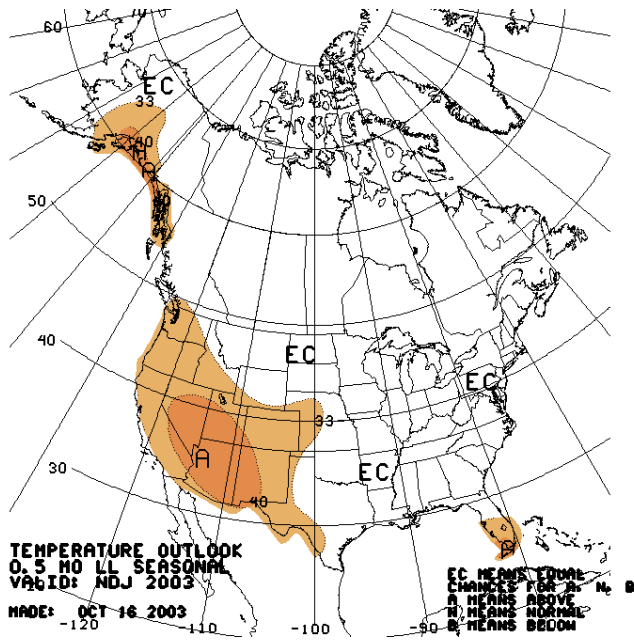 60
EC
33
40
A
A
50
40
EC
EC
33
A
EC
30
40
A
TEMPERATURE OUTLOOK
0.5 MO LL SEASONAL
VALID: NDJ 2003
MADE: OCT 16 2003
EC MEANS EQUAL
CHANCES FOR A, N, B
A MEANS ABOVE
N MEANS NORMAL
B MEANS BELOW
-120
-110
-100
-90
-80